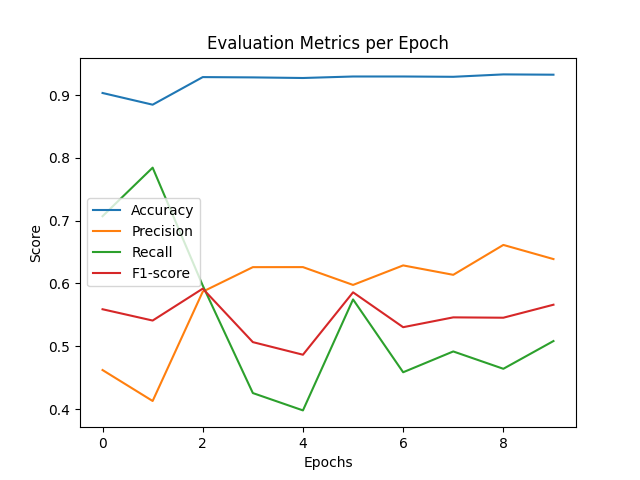 Evaluation Metrics per Epoch
0.9
0.8
0.7
0.6
0.5
0.4
Score
Accuracy
Precision
Recall
F1-score
0 2 4 6 8
Epochs